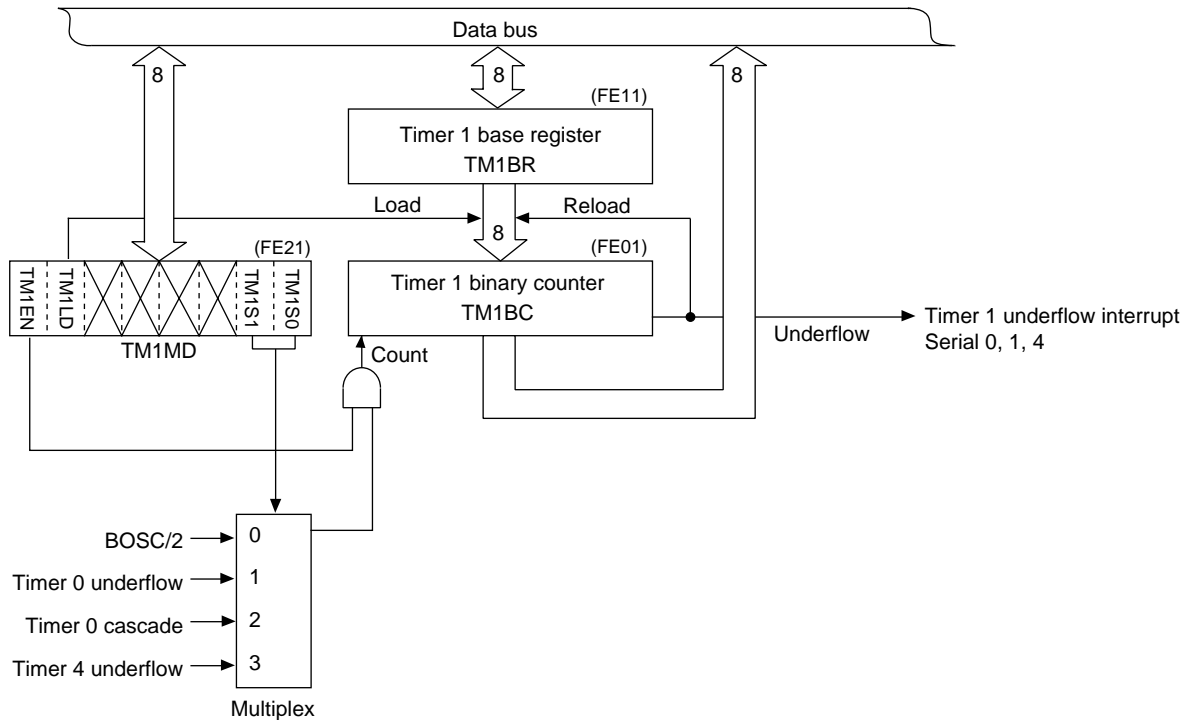 Data bus
8
8
8
(FE11)
Timer 1 base register
TM1BR
Load
Reload
8
(FE21)
(FE01)
TM1EN
TM1LD
TM1S1
TM1S0
Timer 1 binary counter
TM1BC
TM1MD
Count
Underflow
Timer 1 underflow interrupt
Serial 0, 1, 4
BOSC/2
0
Timer 0 underflow
1
Timer 0 cascade
2
Timer 4 underflow
3
Multiplex